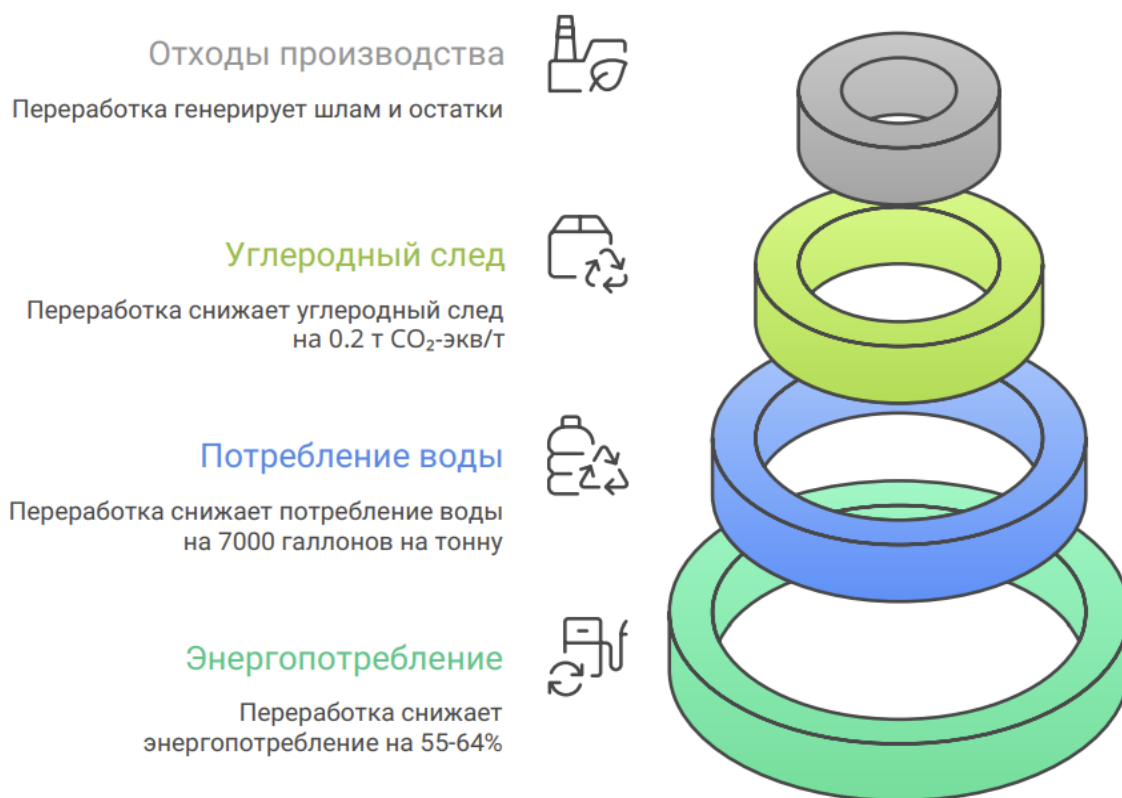 Отходы производства
Переработка генерирует шлам и остатки
Углеродный след
Переработка снижает углеродный след
на 0.2 т CO₂-экв/т
Потребление воды
Переработка снижает потребление воды
на 7000 галлонов на тонну
Энергопотребление
Переработка снижает
энергопотребление на 55-64%